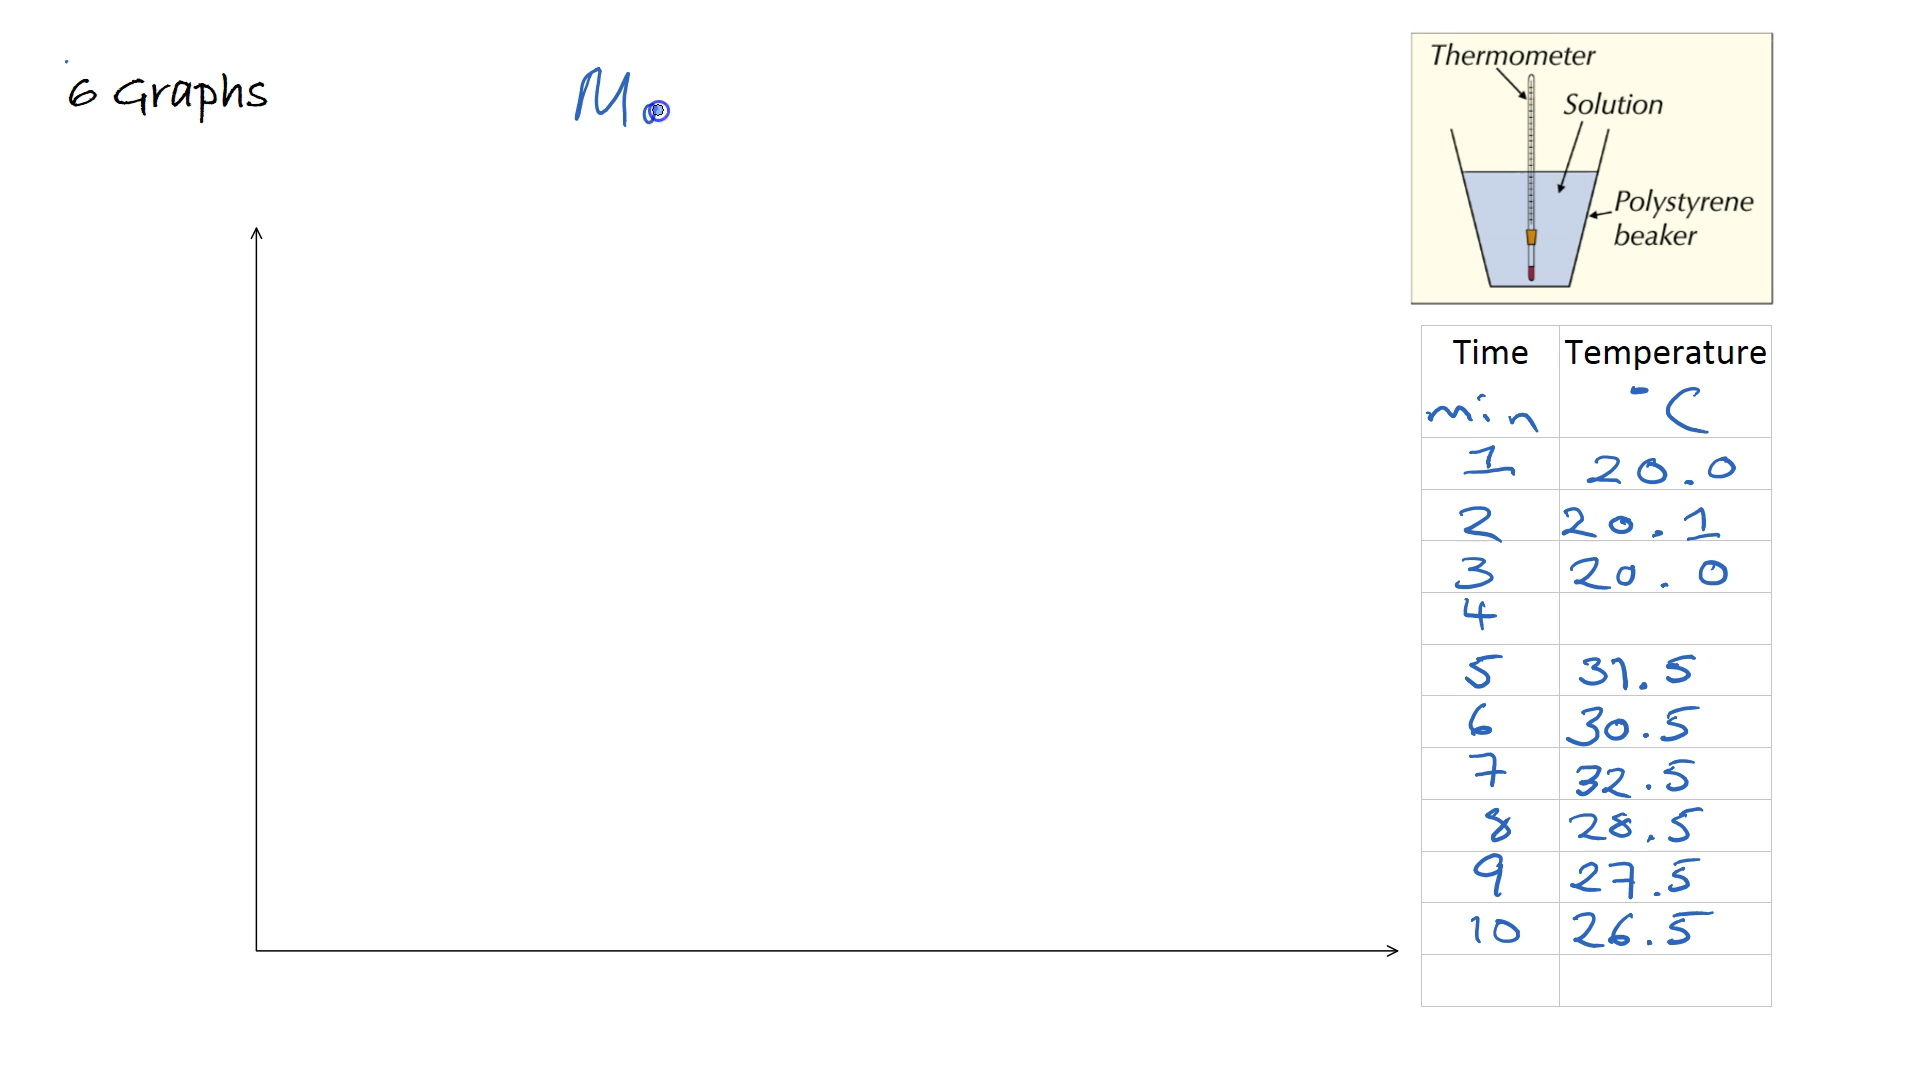 6 Graphs
M
Thermometer
Solution
Polystyrene
beaker
Time Temperature
min °C
1 20.0
2 20.1
3 20.0
4
5 31.5
6 30.5
7 32.5
8 28.5
9 27.5
10 26.5